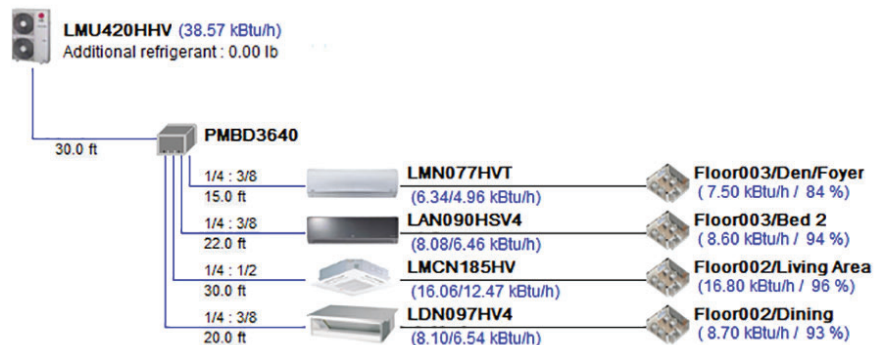 LMU420HHV (38.57 kBtu/h)
Additional refrigerant : 0.00 lb
30.0 ft
PMBD3640
1/4 : 3/8
15.0 ft
LMN077HVT
(6.34/4.96 kBtu/h)
Floor003/Den/Foyer
( 7.50 kBtu/h / 84 %)
1/4 : 3/8
22.0 ft
LAN090HSV4
(8.08/6.46 kBtu/h)
Floor003/Bed 2
( 8.60 kBtu/h / 94 %)
1/4 : 1/2
30.0 ft
LMCN185HV
(16.06/12.47 kBtu/h)
Floor002/Living Area
(16.80 kBtu/h / 96 %)
1/4 : 3/8
20.0 ft
LDN097HV4
(8.10/6.54 kBtu/h)
Floor002/Dining
( 8.70 kBtu/h / 93 %)